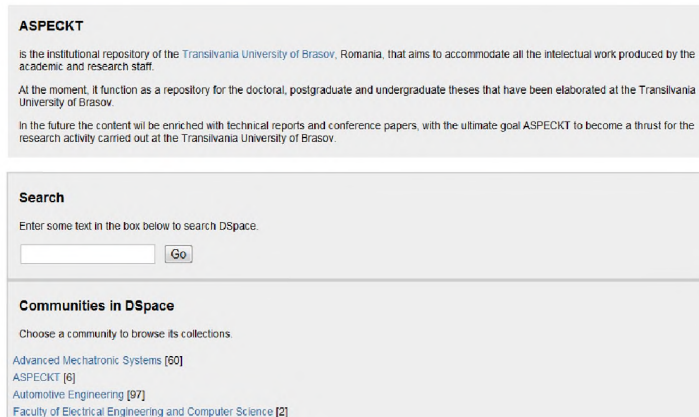 ASPECKT
is the institutional repository of the Transilvania University of Brasov, Romania, that aims to accommodate all the intelectual work produced by the
academic and research staff.
At the moment, it function as a repository for the doctoral, postgraduate and undergraduate theses that have been elaborated at the Transilvania
University of Brasov.
In the future the content wil be enriched with technical reports and conference papers, with the ultimate goal ASPECKT to become a thrust for the
research activity carried out at the Transilvania University of Brasov.
Search
Enter some text in the box below to search DSpace.
Go
Communities in DSpace
Choose a community to browse its collections.
Advanced Mechatronic Systems [60]
ASPECKT [6]
Automotive Engineering [97]
Faculty of Electrical Engineering and Computer Science [2]